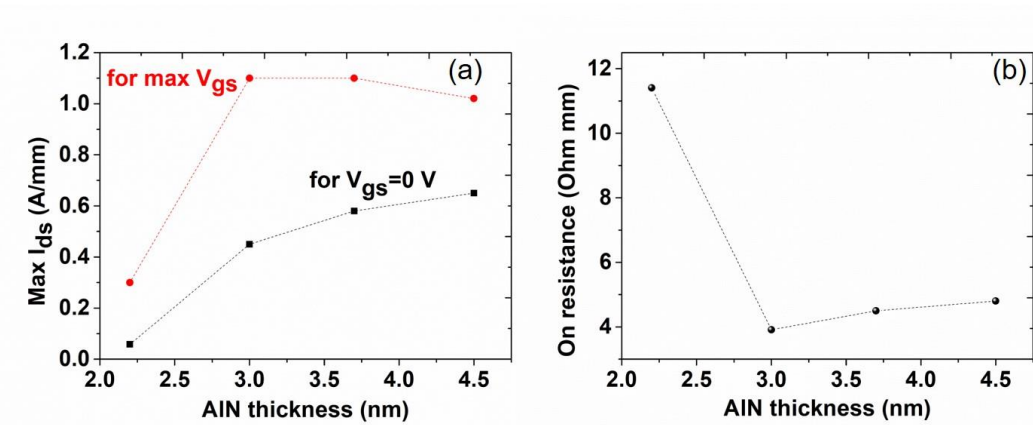 (a)
for max Vgs
for Vgs=0 V
Max Ids (A/mm)
1.2
1.0
0.8
0.6
0.4
0.2
0.0
2.0 2.5 3.0 3.5 4.0 4.5
AlN thickness (nm)
(b)
On resistance (Ohm mm)
12
10
8
6
4
2.0 2.5 3.0 3.5 4.0 4.5
AlN thickness (nm)